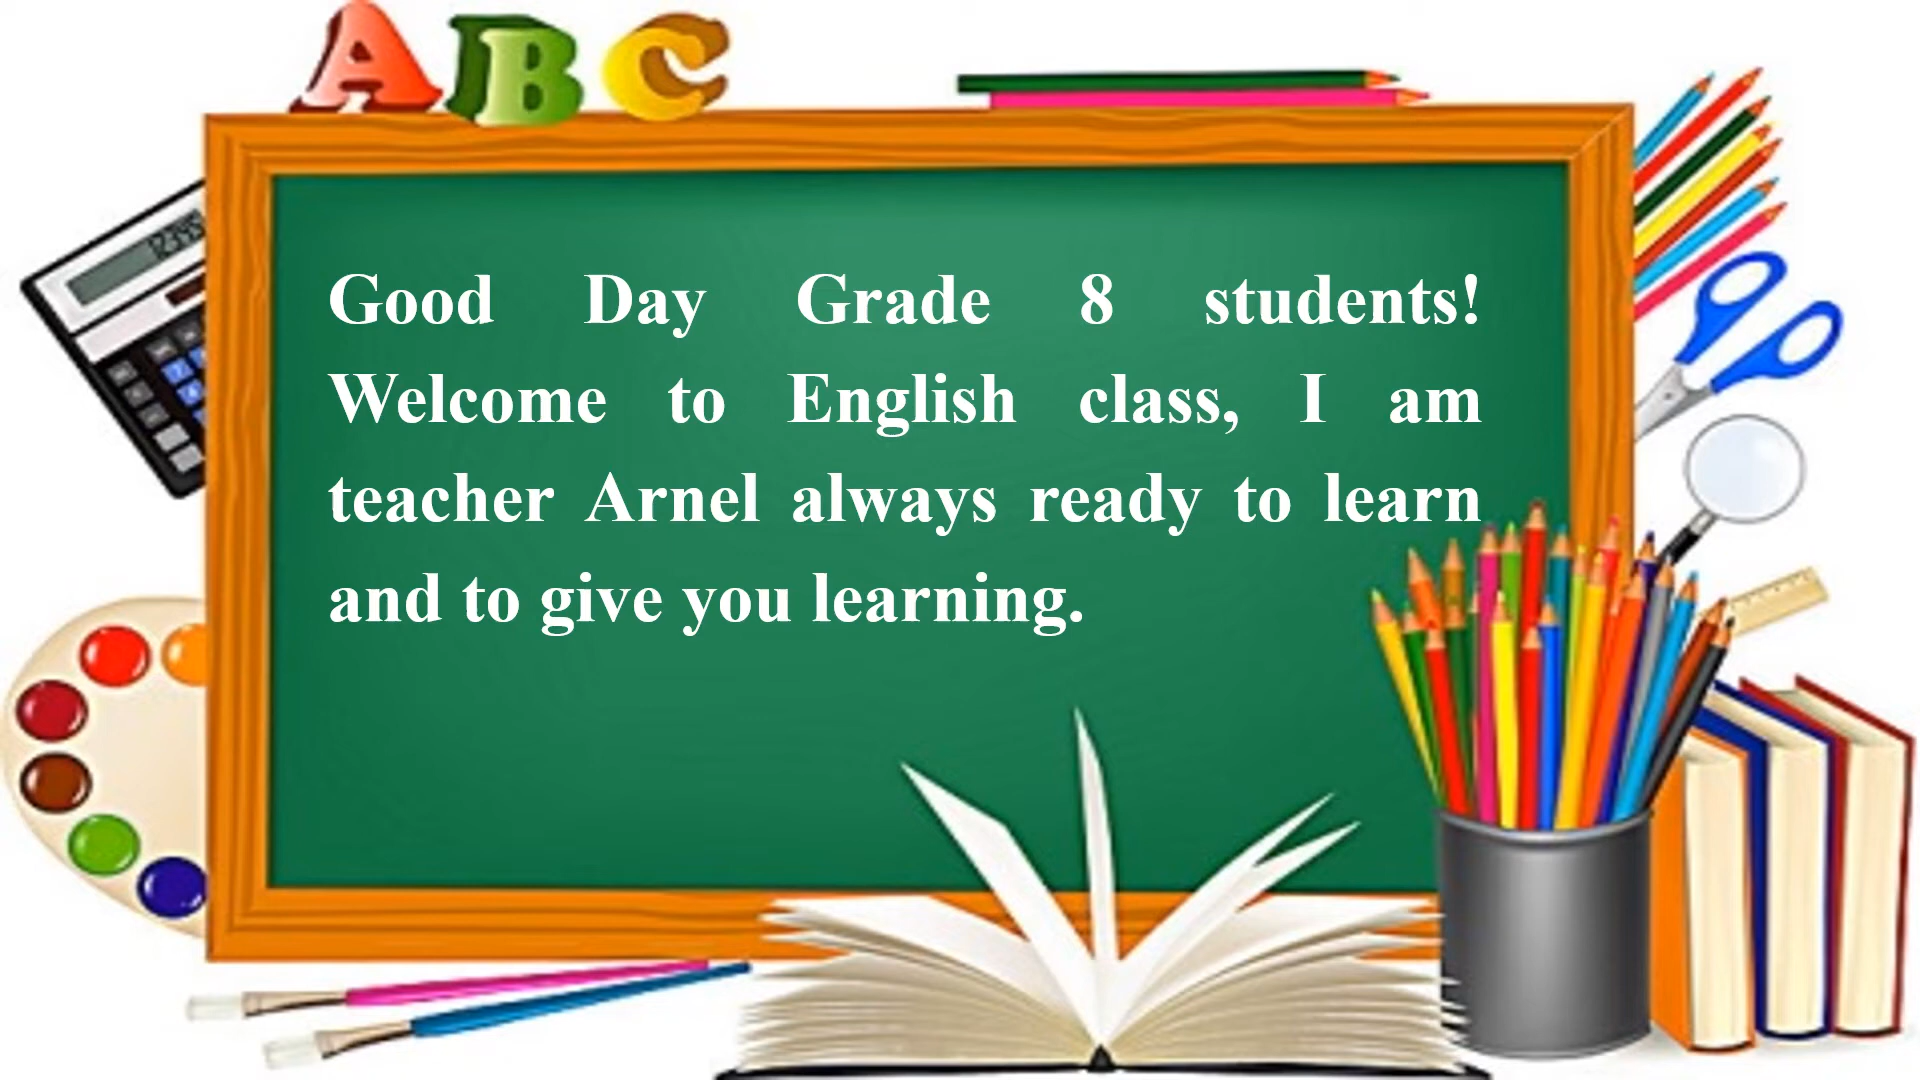 ABC
Good Day Grade 8 students!
Welcome to English class, I am
teacher Arnel always ready to learn
and to give you learning.